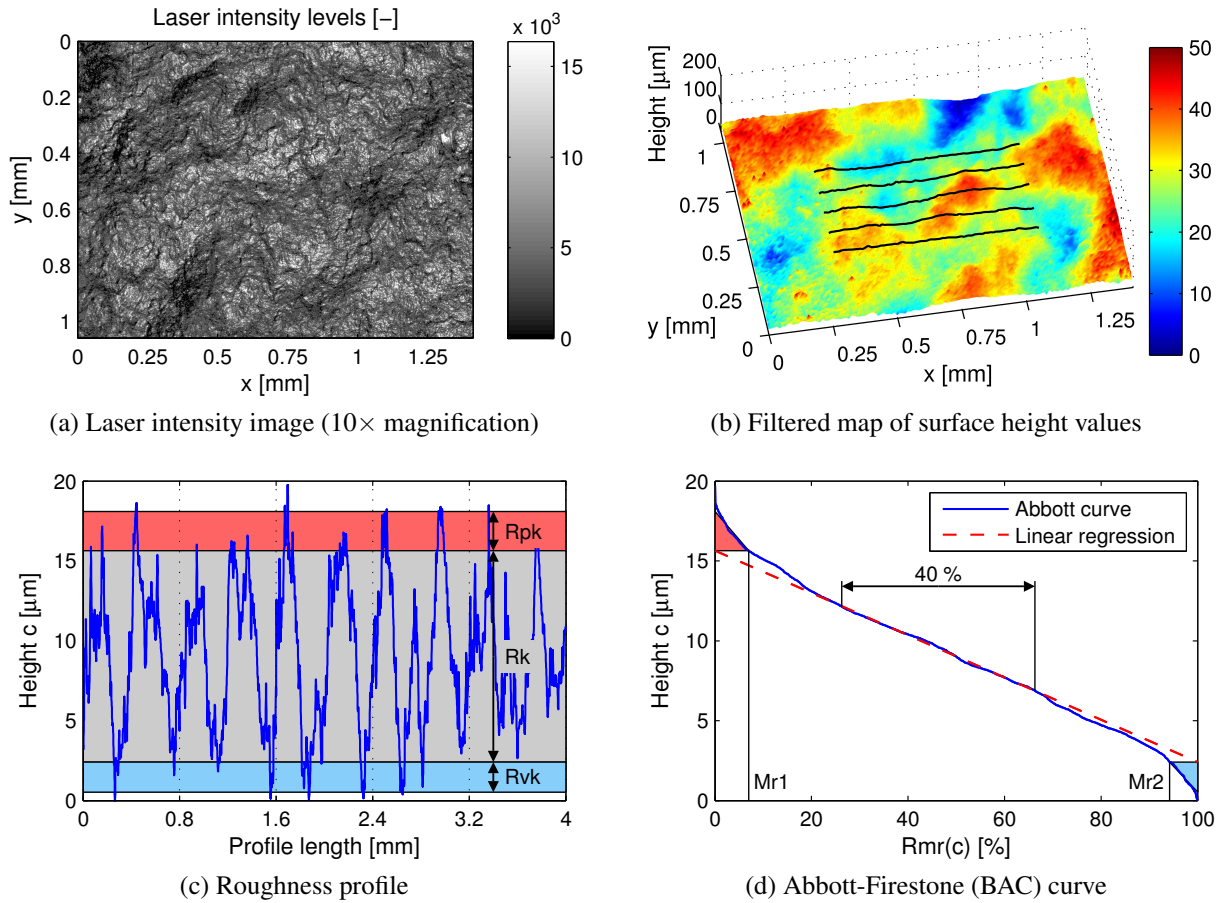 Laser intensity levels [−]
x 10³
0
0.2
0.4
0.6
0.8
1
y [mm]
0 0.25 0.5 0.75 1 1.25
x [mm]
15
10
5
0
(a) Laser intensity image (10× magnification)
Height [µm]
200
100
0
1
0.75
0.5
0.25
0
y [mm]
0 0.25 0.5 0.75 1 1.25
x [mm]
50
40
30
20
10
0
(b) Filtered map of surface height values
Height c [µm]
20
15
10
5
0
Rpk
Rk
Rvk
0 0.8 1.6 2.4 3.2 4
Profile length [mm]
(c) Roughness profile
Height c [µm]
20
15
10
5
0
Abbott curve
Linear regression
40 %
Mr1
Mr2
0 20 40 60 80 100
Rmr(c) [%]
(d) Abbott-Firestone (BAC) curve